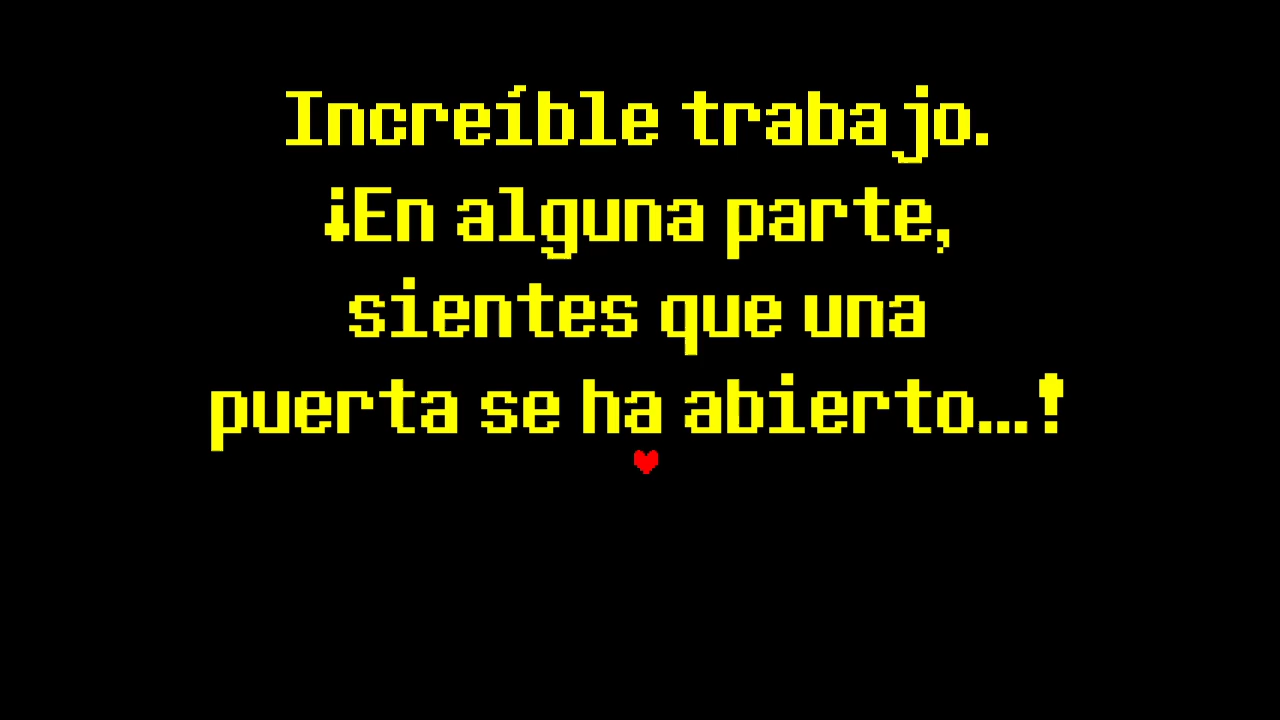 Increíble trabajo.
¡En alguna parte,
sientes que una
puerta se ha abierto...!